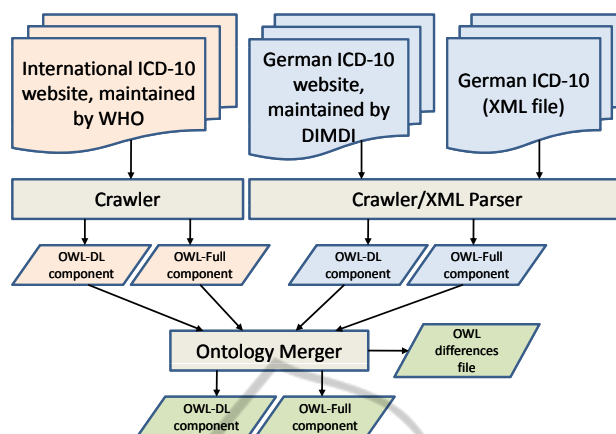 International ICD-10
website, maintained
by WHO
German ICD-10
website,
maintained by
DIMDI
German ICD-10
(XML file)
Crawler
Crawler/XML Parser
OWL-DL
component
OWL-Full
component
OWL-DL
component
OWL-Full
component
Ontology Merger
OWL
differences
file
OWL-DL
component
OWL-Full
component